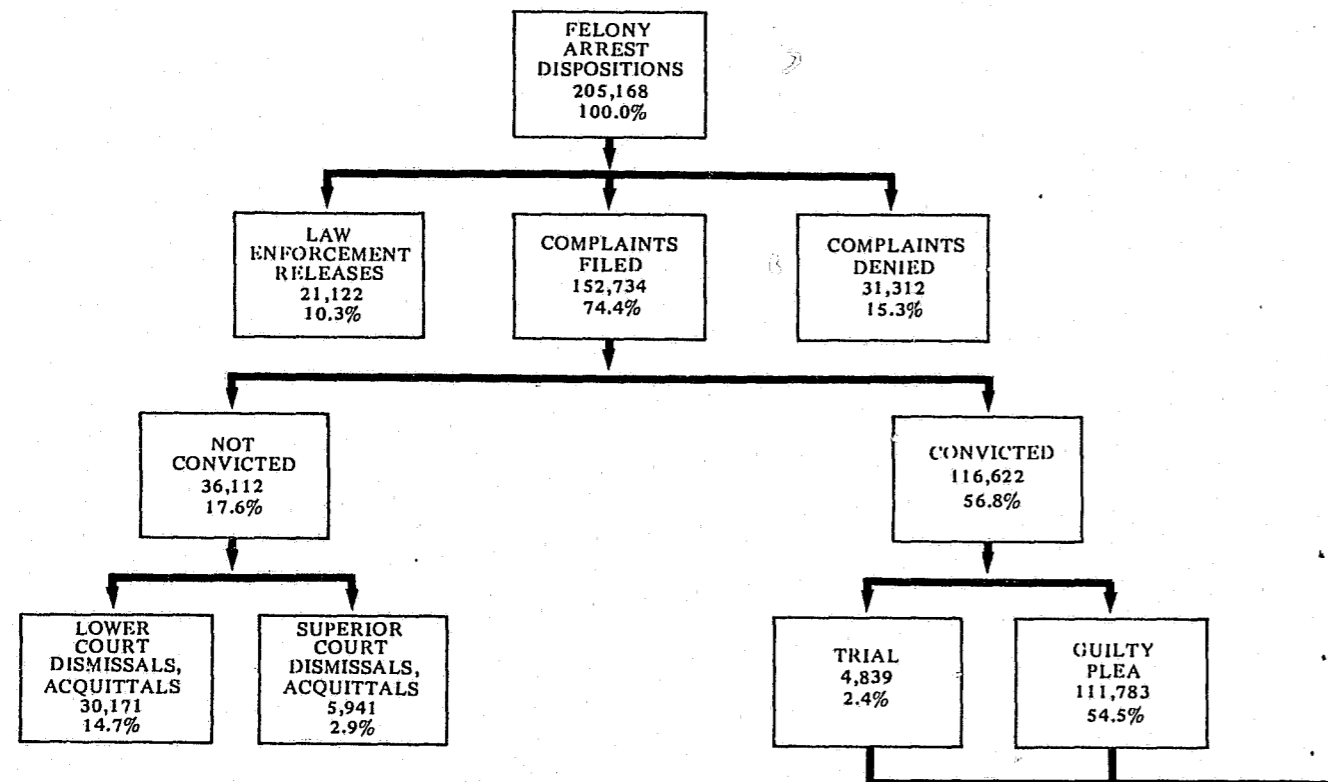 FELONY
ARREST
DISPOSITIONS
205,168
100.0%
LAW
ENFORCEMENT
RELEASES
21,122
10.3%
COMPLAINTS
FILED
152,734
74.4%
COMPLAINTS
DENIED
31,312
15.3%
NOT
CONVICTED
36,112
17.6%
CONVICTED
116,622
56.8%
LOWER
COURT
DISMISSALS,
ACQUITTALS
30,171
14.7%
SUPERIOR
COURT
DISMISSALS,
ACQUITTALS
5,941
2.9%
TRIAL
4,839
2.4%
GUILTY
PLEA
111,783
54.5%